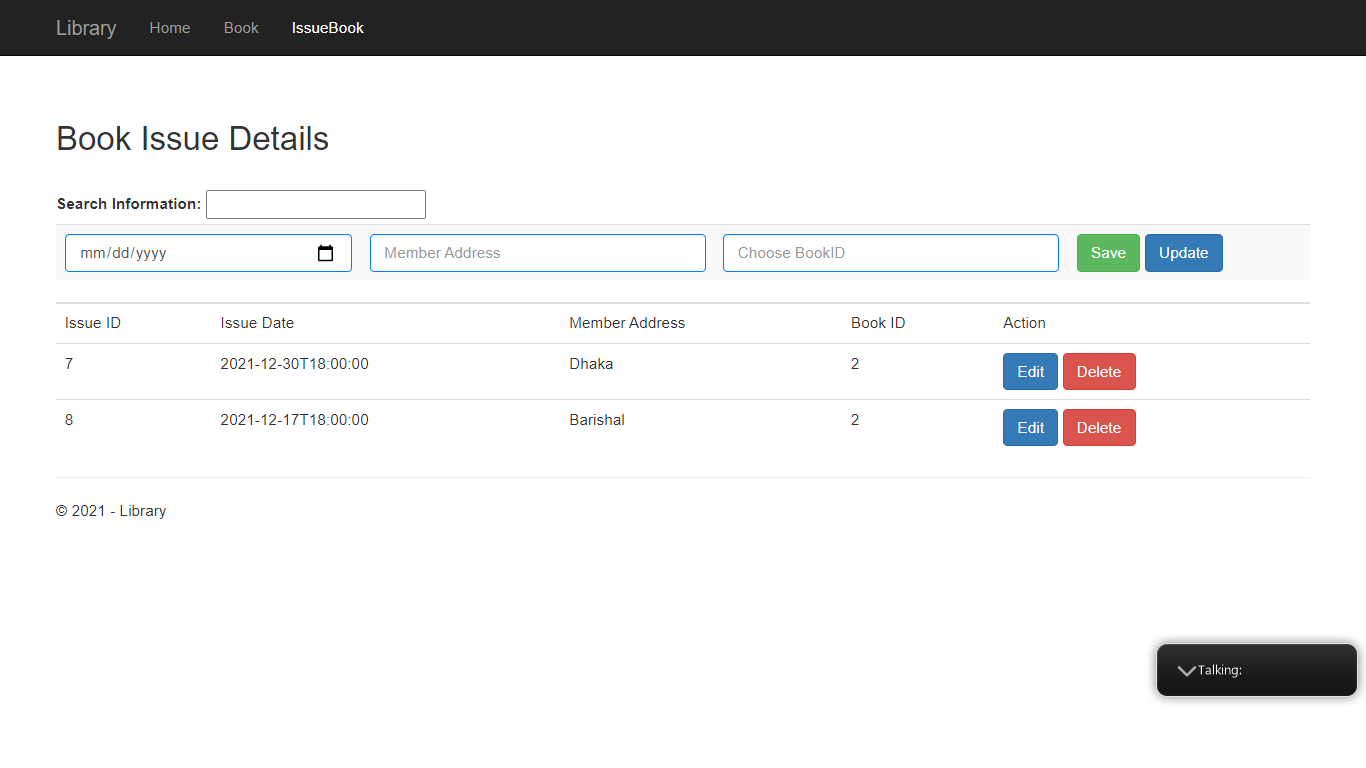 Library Home Book IssueBook
Book Issue Details
Search Information:
mm/dd/yyyy Member Address Choose BookID Save Update
Issue ID Issue Date Member Address Book ID Action
7 2021-12-30T18:00:00 Dhaka 2 Edit Delete
8 2021-12-17T18:00:00 Barishal 2 Edit Delete
© 2021 - Library
Talking: